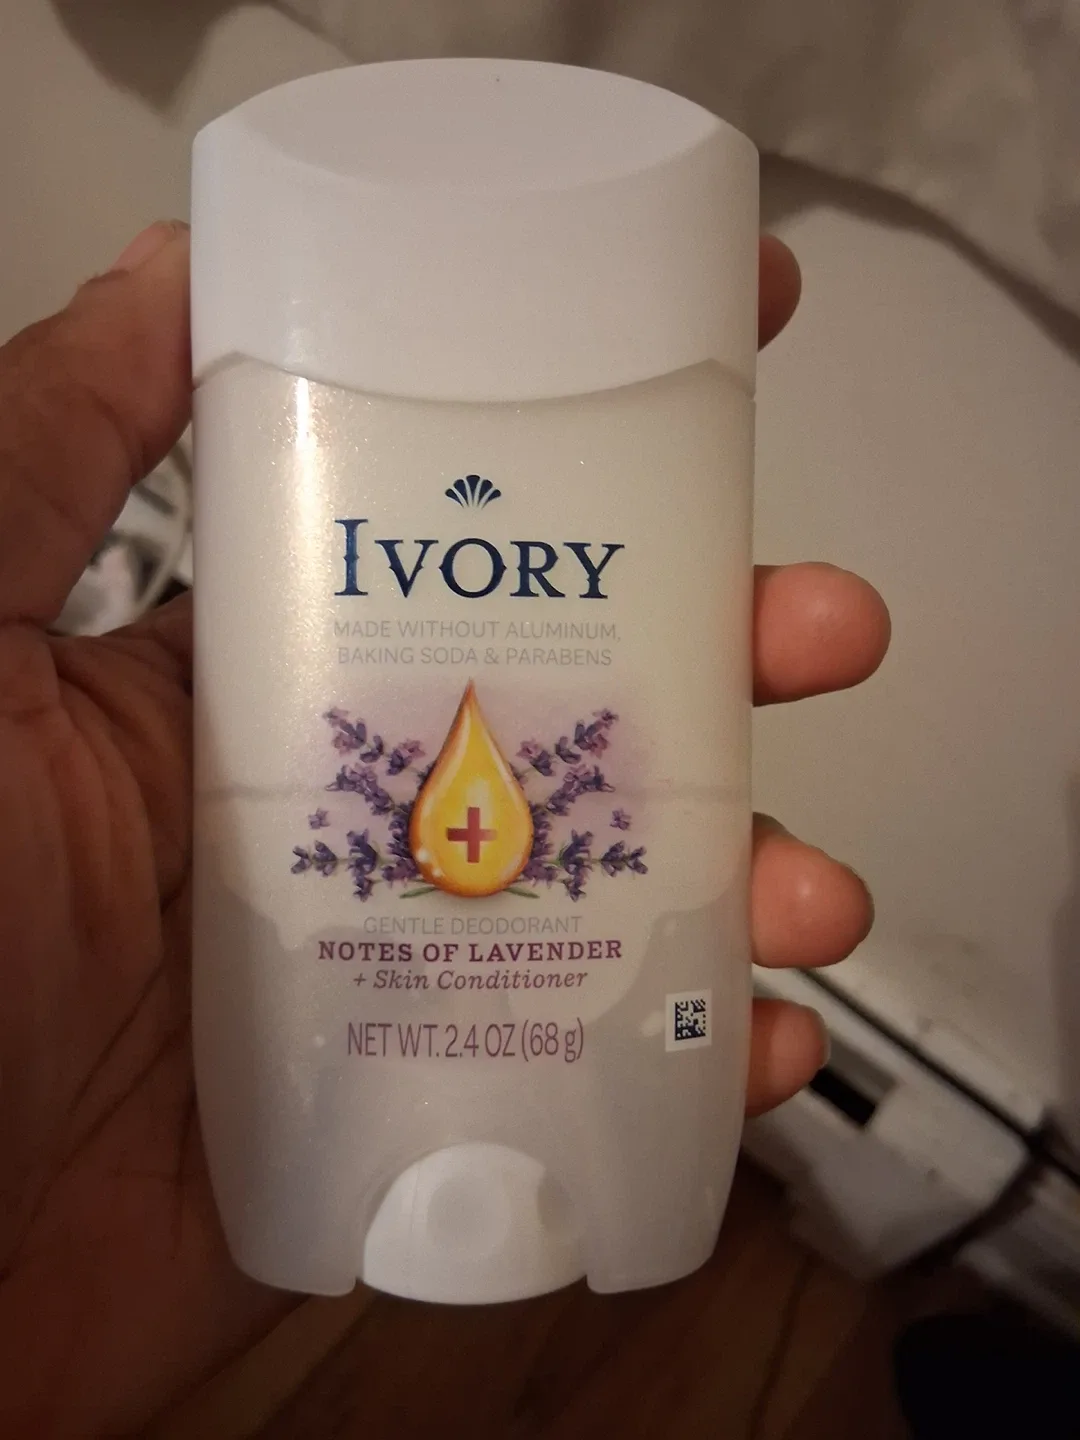 IVORY
MADE WITHOUT ALUMINUM,
BAKING SODA & PARABENS
GENTLE DEODORANT
NOTES OF LAVENDER
+ Skin Conditioner
NET WT. 2.4 OZ (68 g)